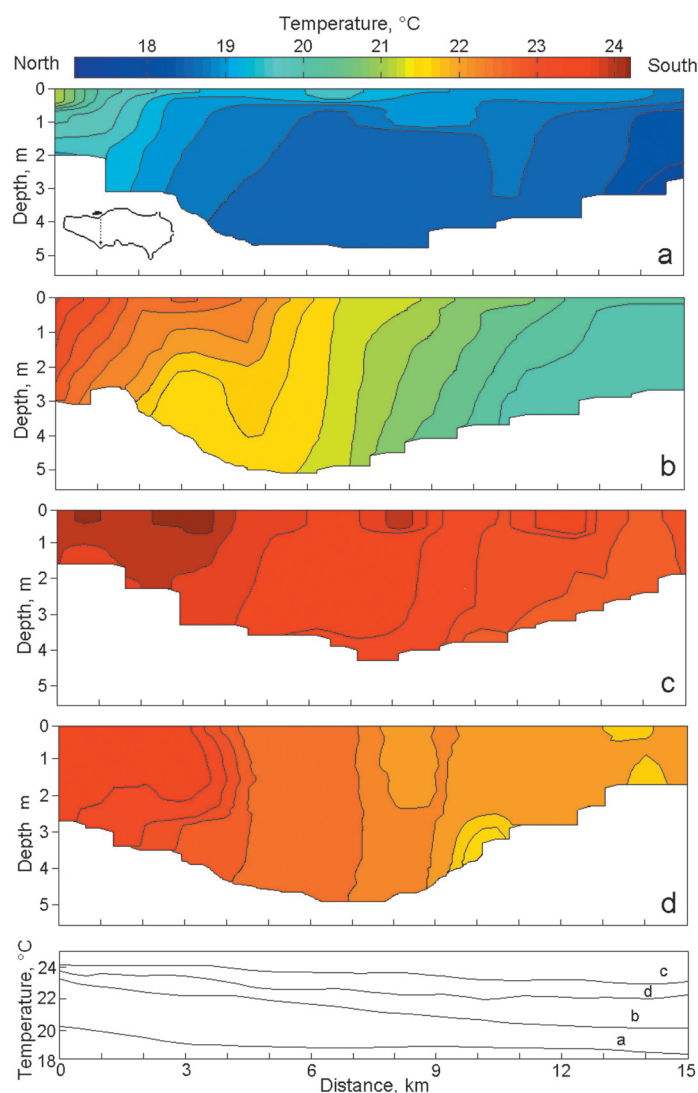 Temperature, °C
North 18 19 20 21 22 23 24 South
0
1
2
3
4
5
Depth, m
a
0
1
2
3
4
5
Depth, m
b
0
1
2
3
4
5
Depth, m
c
0
1
2
3
4
5
Depth m
d
24
22
20
18
Temperature, °C
c
d
b
a
0 3 6 9 12 15
Distance, km